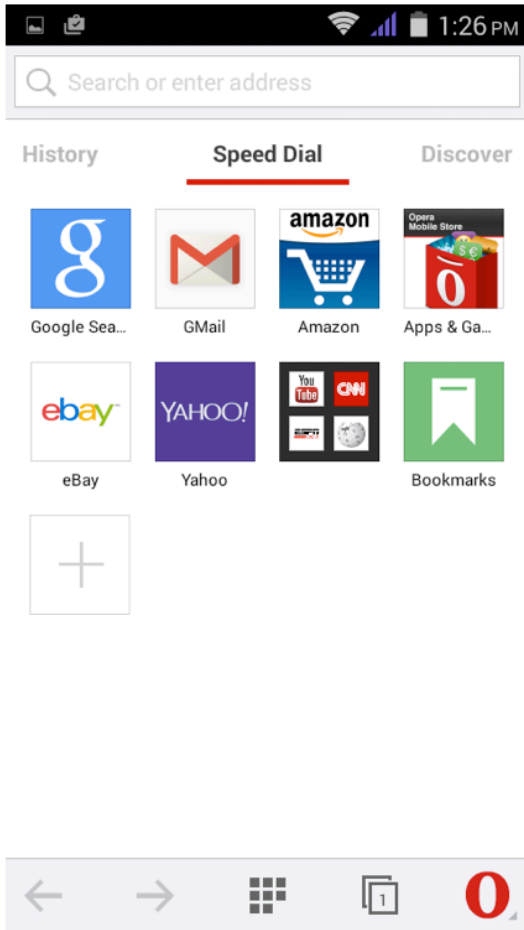 1:26 PM
Search or enter address
History Speed Dial Discover
g
amazon
Opera
Mobile Store
Google Sea... GMail Amazon Apps & Ga...
ebay
YAHOO!
You
Tube
CNN
eBay Yahoo Bookmarks
1